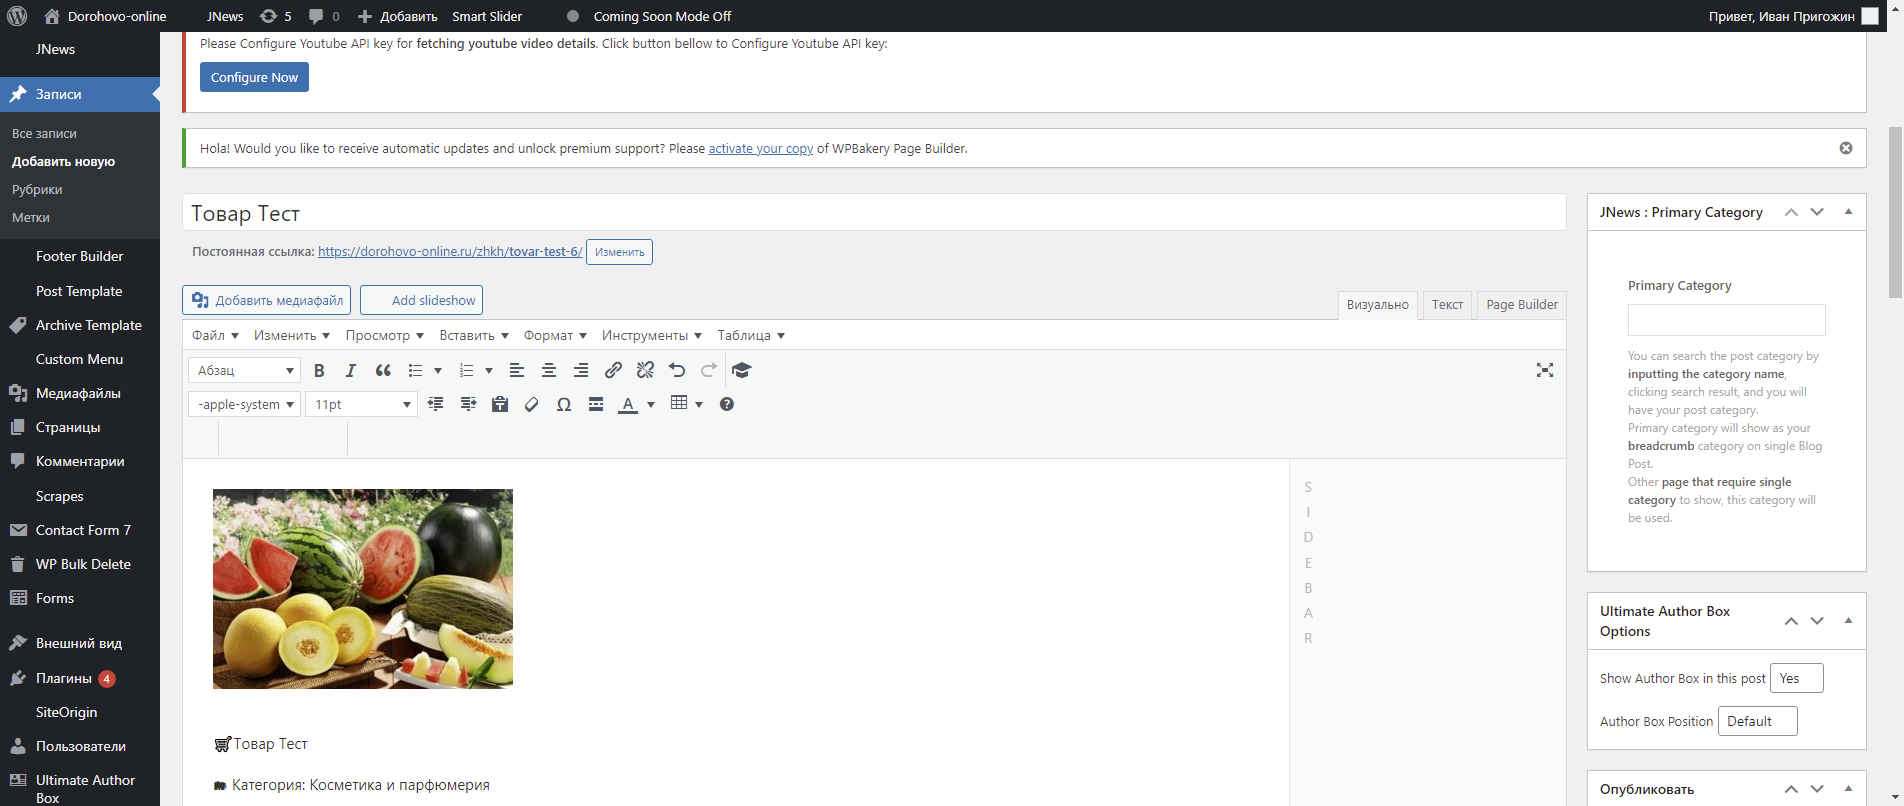 Dorohovo-online
JNews
5
0
Добавить
Smart Slider
Coming Soon Mode Off
Привет, Иван Пригожин
JNews
Записи
Все записи
Добавить новую
Рубрики
Метки
Footer Builder
Post Template
Archive Template
Custom Menu
Медиафайлы
Страницы
Комментарии
Scrapes
Contact Form 7
WP Bulk Delete
Forms
Внешний вид
Плагины 4
SiteOrigin
Пользователи
Ultimate Author
Box
Please Configure Youtube API key for fetching youtube video details. Click button bellow to Configure Youtube API key:
Configure Now
Hola! Would you like to receive automatic updates and unlock premium support? Please activate your copy of WPBakery Page Builder.
Товар Тест
Постоянная ссылка: https://dorohovo-online.ru/zhkh/tovar-test-6/ Изменить
Добавить медиафайл
Add slideshow
Визуально
Текст
Page Builder
Файл
Изменить
Просмотр
Вставить
Формат
Инструменты
Таблица
Абзац
-apple-system
11pt
S
I
D
E
B
A
R
Товар Тест
Категория: Косметика и парфюмерия
JNews : Primary Category
Primary Category
You can search the post category by
inputting the category name,
clicking search result, and you will
have your post category.
Primary category will show as your
breadcrumb category on single Blog
Post.
Other page that require single
category to show, this category will
be used.
Ultimate Author Box
Options
Show Author Box in this post Yes
Author Box Position Default
Опубликовать